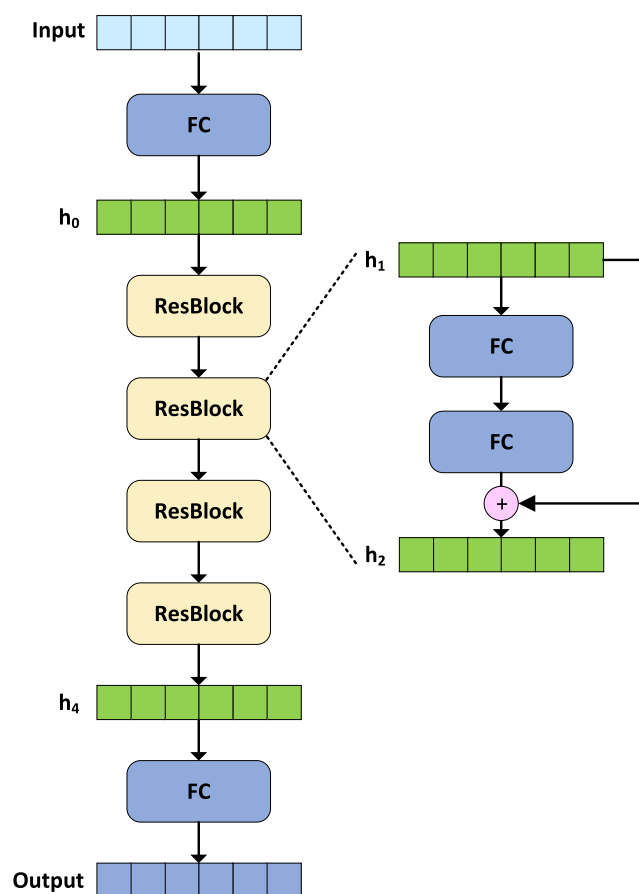 Input
FC
h₀
ResBlock
ResBlock
ResBlock
ResBlock
h₄
FC
Output
h₁
FC
FC
+
h₂